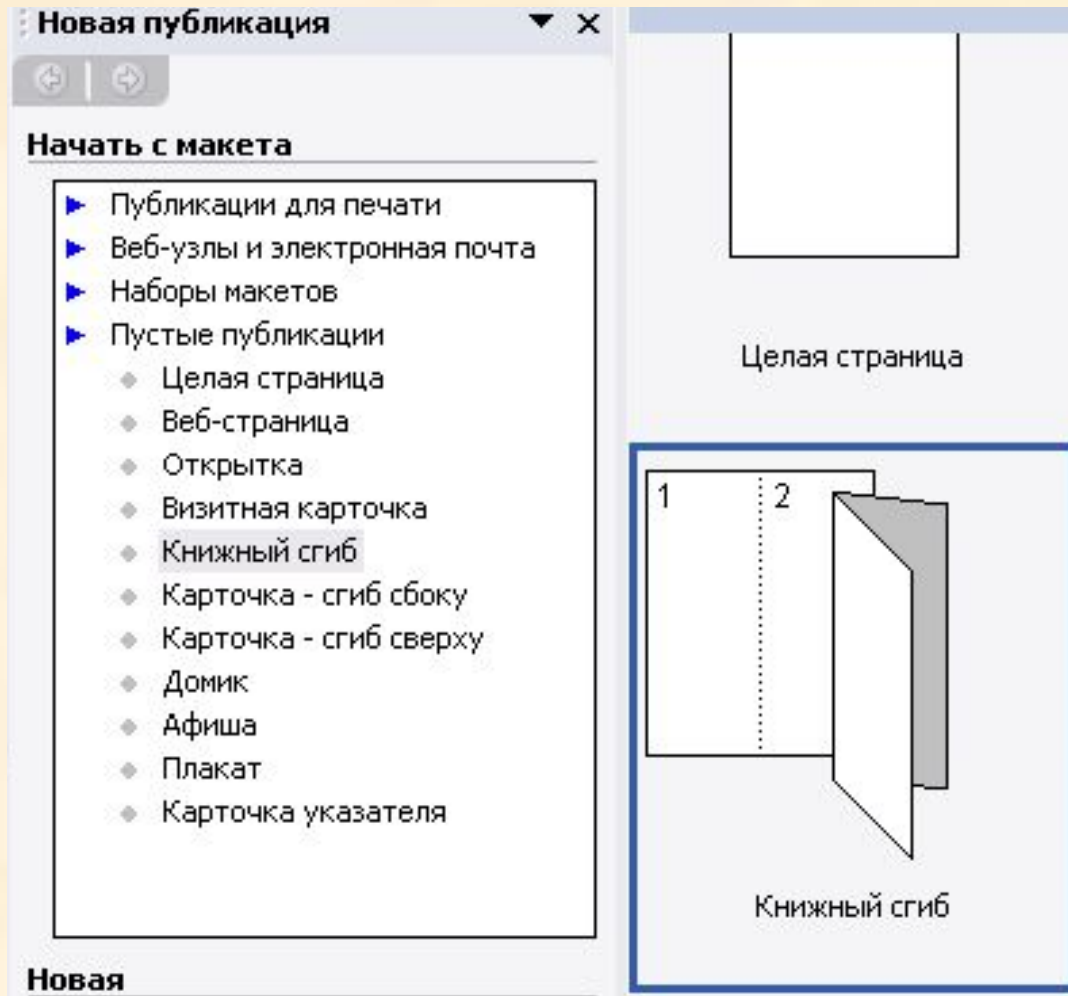 Новая публикация
Начать с макета
Публикации для печати
Веб-узлы и электронная почта
Наборы макетов
Пустые публикации
Целая страница
Веб-страница
Открытка
Визитная карточка
Книжный сгиб
Карточка - сгиб сбоку
Карточка - сгиб сверху
Домик
Афиша
Плакат
Карточка указателя
Новая
Целая страница
1 2
Книжный сгиб